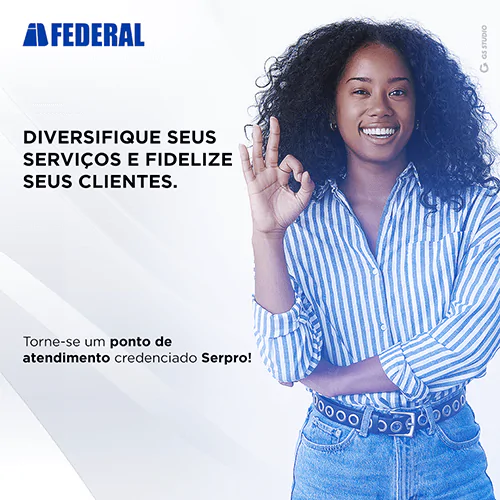 FEDERAL
GS STUDIO
DIVERSIFIQUE SEUS
SERVIÇOS E FIDELIZE
SEUS CLIENTES.
Torne-se um ponto de
atendimento credenciado Serpro!